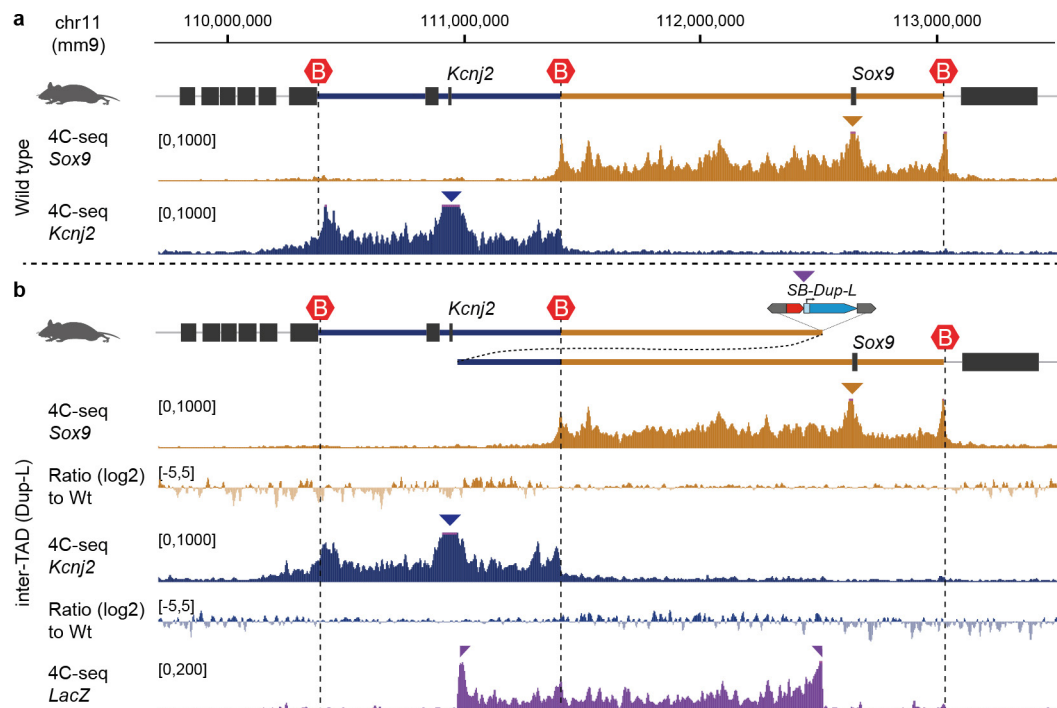 a
chr11
(mm9)
110,000,000 111,000,000 112,000,000 113,000,000
B B B
Kcnj2 Sox9
Wild type
4C-seq
Sox9
[0,1000]
4C-seq
Kcnj2
[0,1000]
b
SB-Dup-L
B B
Kcnj2
Sox9
B
inter-TAD (Dup-L)
4C-seq
Sox9
[0,1000]
Ratio (log2)
to Wt
[-5,5]
4C-seq
Kcnj2
[0,1000]
Ratio (log2)
to Wt
[-5,5]
4C-seq
LacZ
[0,200]